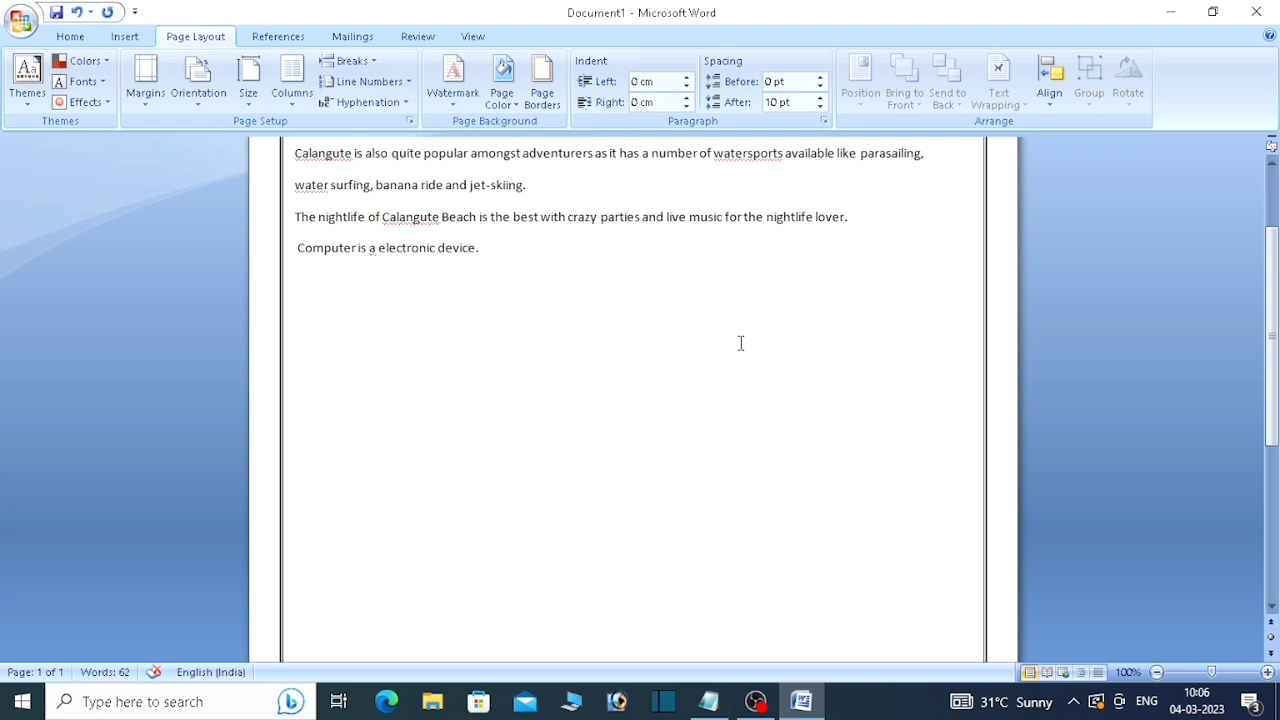 Document1 - Microsoft Word
Home Insert Page Layout References Mailings Review View
Themes Colors Fonts Effects Themes
Margins Orientation Size Columns Breaks Line Numbers Hyphenation Page Setup
Watermark Page Color Page Borders Page Background
Indent Left: 0 cm Right: 0 cm Spacing Before: 0 pt After: 10 pt Paragraph
Position Bring to Front Send to Back Text Wrapping Align Group Rotate Arrange
Calangute is also quite popular amongst adventurers as it has a number of watersports available like parasailing,
water surfing, banana ride and jet-skiing.
The nightlife of Calangute Beach is the best with crazy parties and live music for the nightlife lover.
Computer is a electronic device.
Page: 1 of 1 Words: 62 English (India) 100%
Type here to search 31°C Sunny ENG 10:06
04-03-2023 3